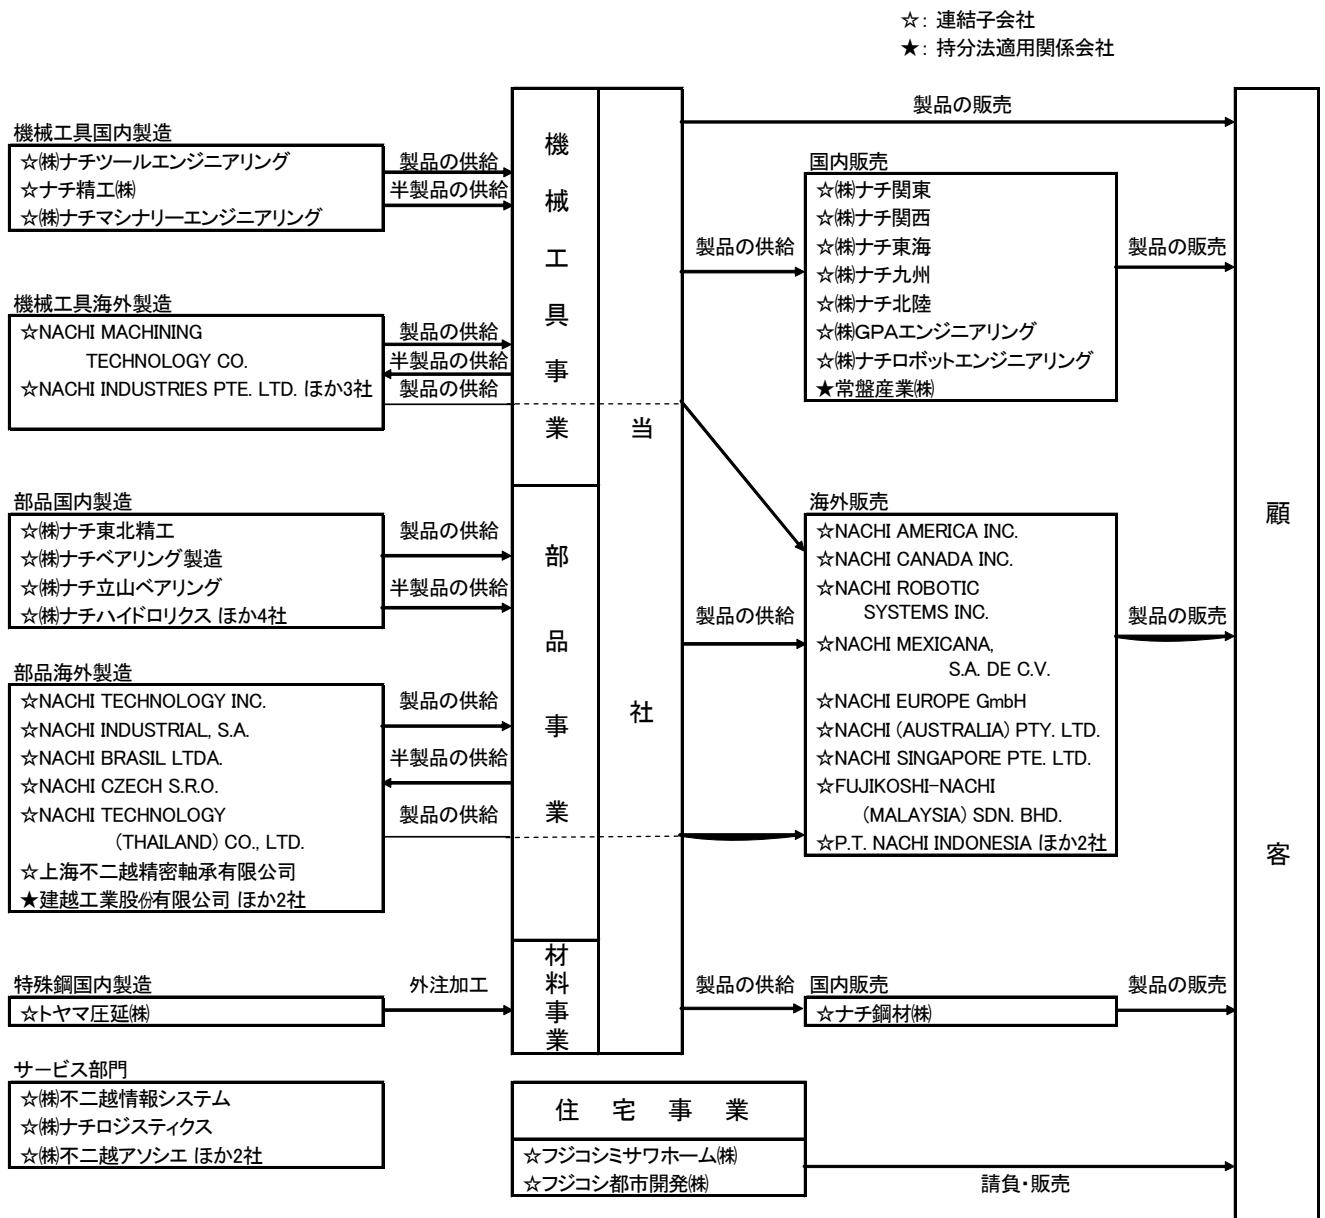 ☆: 連結子会社
★: 持分法適用関係会社
機械工具国内製造
☆㈱ナチツールエンジニアリング
☆ナチ精工㈱
☆㈱ナチマシナリーエンジニアリング
製品の供給
半製品の供給
機械工具海外製造
☆NACHI MACHINING
TECHNOLOGY CO.
☆NACHI INDUSTRIES PTE. LTD. ほか3社
製品の供給
半製品の供給
製品の供給
部品国内製造
☆㈱ナチ東北精工
☆㈱ナチベアリング製造
☆㈱ナチ立山ベアリング
☆㈱ナチハイドロリクス ほか4社
製品の供給
半製品の供給
部品海外製造
☆NACHI TECHNOLOGY INC.
☆NACHI INDUSTRIAL, S.A.
☆NACHI BRASIL LTDA.
☆NACHI CZECH S.R.O.
☆NACHI TECHNOLOGY
(THAILAND) CO., LTD.
☆上海不二越精密軸承有限公司
★建越工業股份有限公司 ほか2社
製品の供給
半製品の供給
製品の供給
特殊鋼国内製造
☆トヤマ圧延㈱
外注加工
サービス部門
☆㈱不二越情報システム
☆㈱ナチロジスティクス
☆㈱不二越アソシエ ほか2社
機械工具事業
部品事業
材料事業
当社
製品の販売
製品の供給
国内販売
☆㈱ナチ関東
☆㈱ナチ関西
☆㈱ナチ東海
☆㈱ナチ九州
☆㈱ナチ北陸
☆㈱GPAエンジニアリング
☆㈱ナチロボットエンジニアリング
★常盤産業㈱
製品の販売
製品の供給
海外販売
☆NACHI AMERICA INC.
☆NACHI CANADA INC.
☆NACHI ROBOTIC
SYSTEMS INC.
☆NACHI MEXICANA,
S.A. DE C.V.
☆NACHI EUROPE GmbH
☆NACHI (AUSTRALIA) PTY. LTD.
☆NACHI SINGAPORE PTE. LTD.
☆FUJIKOSHI-NACHI
(MALAYSIA) SDN. BHD.
☆P.T. NACHI INDONESIA ほか2社
製品の販売
製品の供給
国内販売
☆ナチ鋼材㈱
製品の販売
住宅事業
☆フジコシミサワホーム㈱
☆フジコシ都市開発㈱
請負・販売
顧客